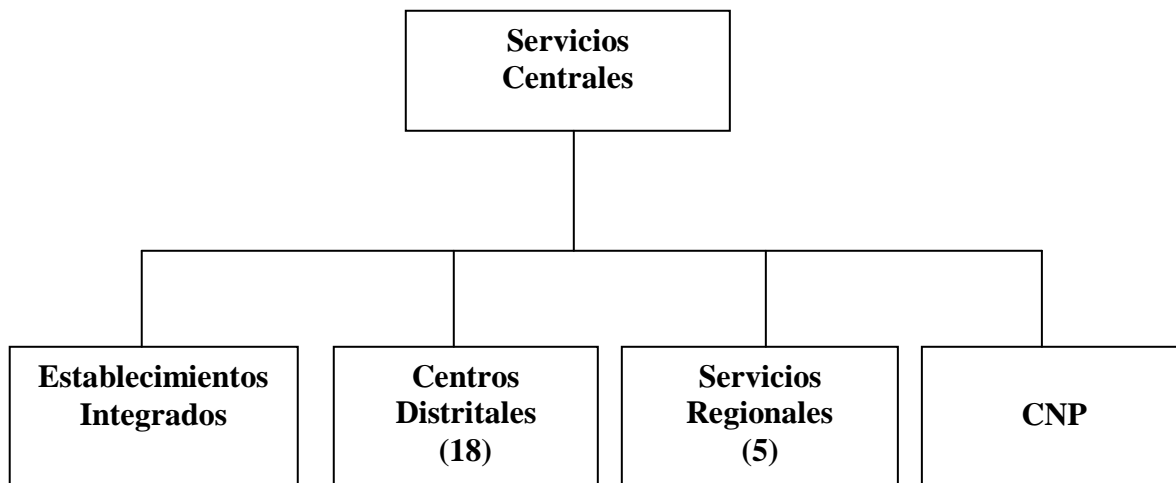 Servicios
Centrales
Establecimientos
Integrados
Centros
Distritales
(18)
Servicios
Regionales
(5)
CNP